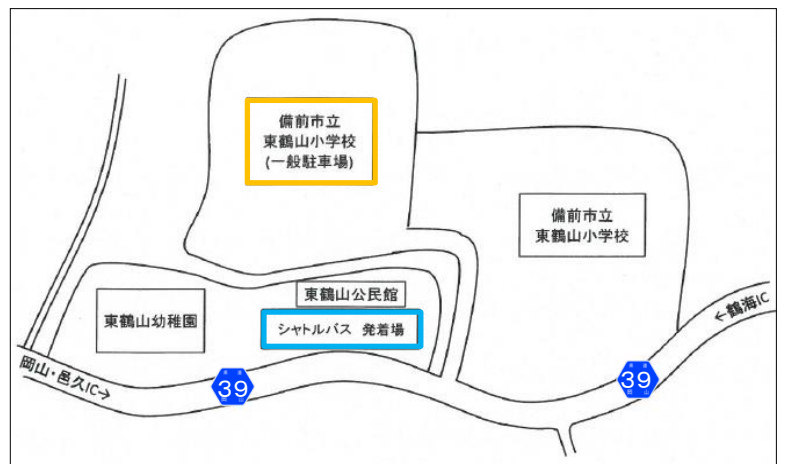 備前市立
東鶴山小学校
(一般駐車場)
備前市立
東鶴山小学校
東鶴山公民館
東鶴山幼稚園
シャトルバス 発着場
←鶴海IC
岡山・邑久IC→
39
39